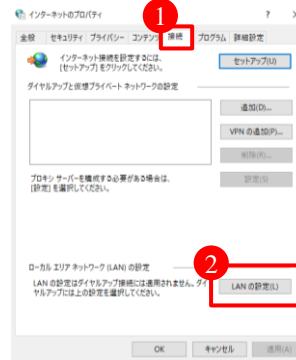 インターネットのプロパティ
1
全般 セキュリティ プライバシー コンテンツ 接続 プログラム 詳細設定
インターネット接続を設定するには、
[セットアップ] をクリックしてください。
セットアップ(U)
ダイヤルアップと仮想プライベート ネットワークの設定
追加(D)...
VPN の追加(P)...
削除(R)...
プロキシ サーバーを構成する必要がある場合は、
[設定] を選択してください。
設定(S)
ローカル エリア ネットワーク (LAN) の設定
2
LAN の設定はダイヤルアップ接続には適用されません。ダイ
ヤルアップには上の設定を選択してください。
LAN の設定(L)
OK キャンセル 適用(A)